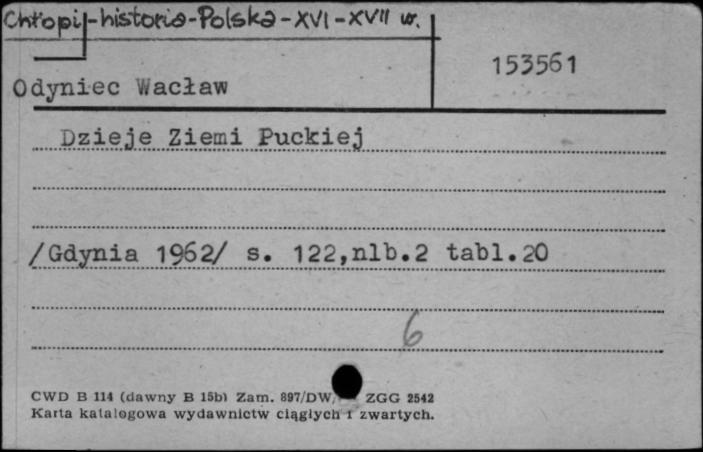 Chłopi-historia-Polska-XVI-XVII w.
153561
Odyniec Wacław
Dzieje Ziemi Puckiej
/Gdynia 1962/ s. 122,nlb.2 tabl.20
6
CWD B 114 (dawny B 15b) Zam. 897/DW, ZGG 2542
Karta katalogowa wydawnictw ciągłych i zwartych.